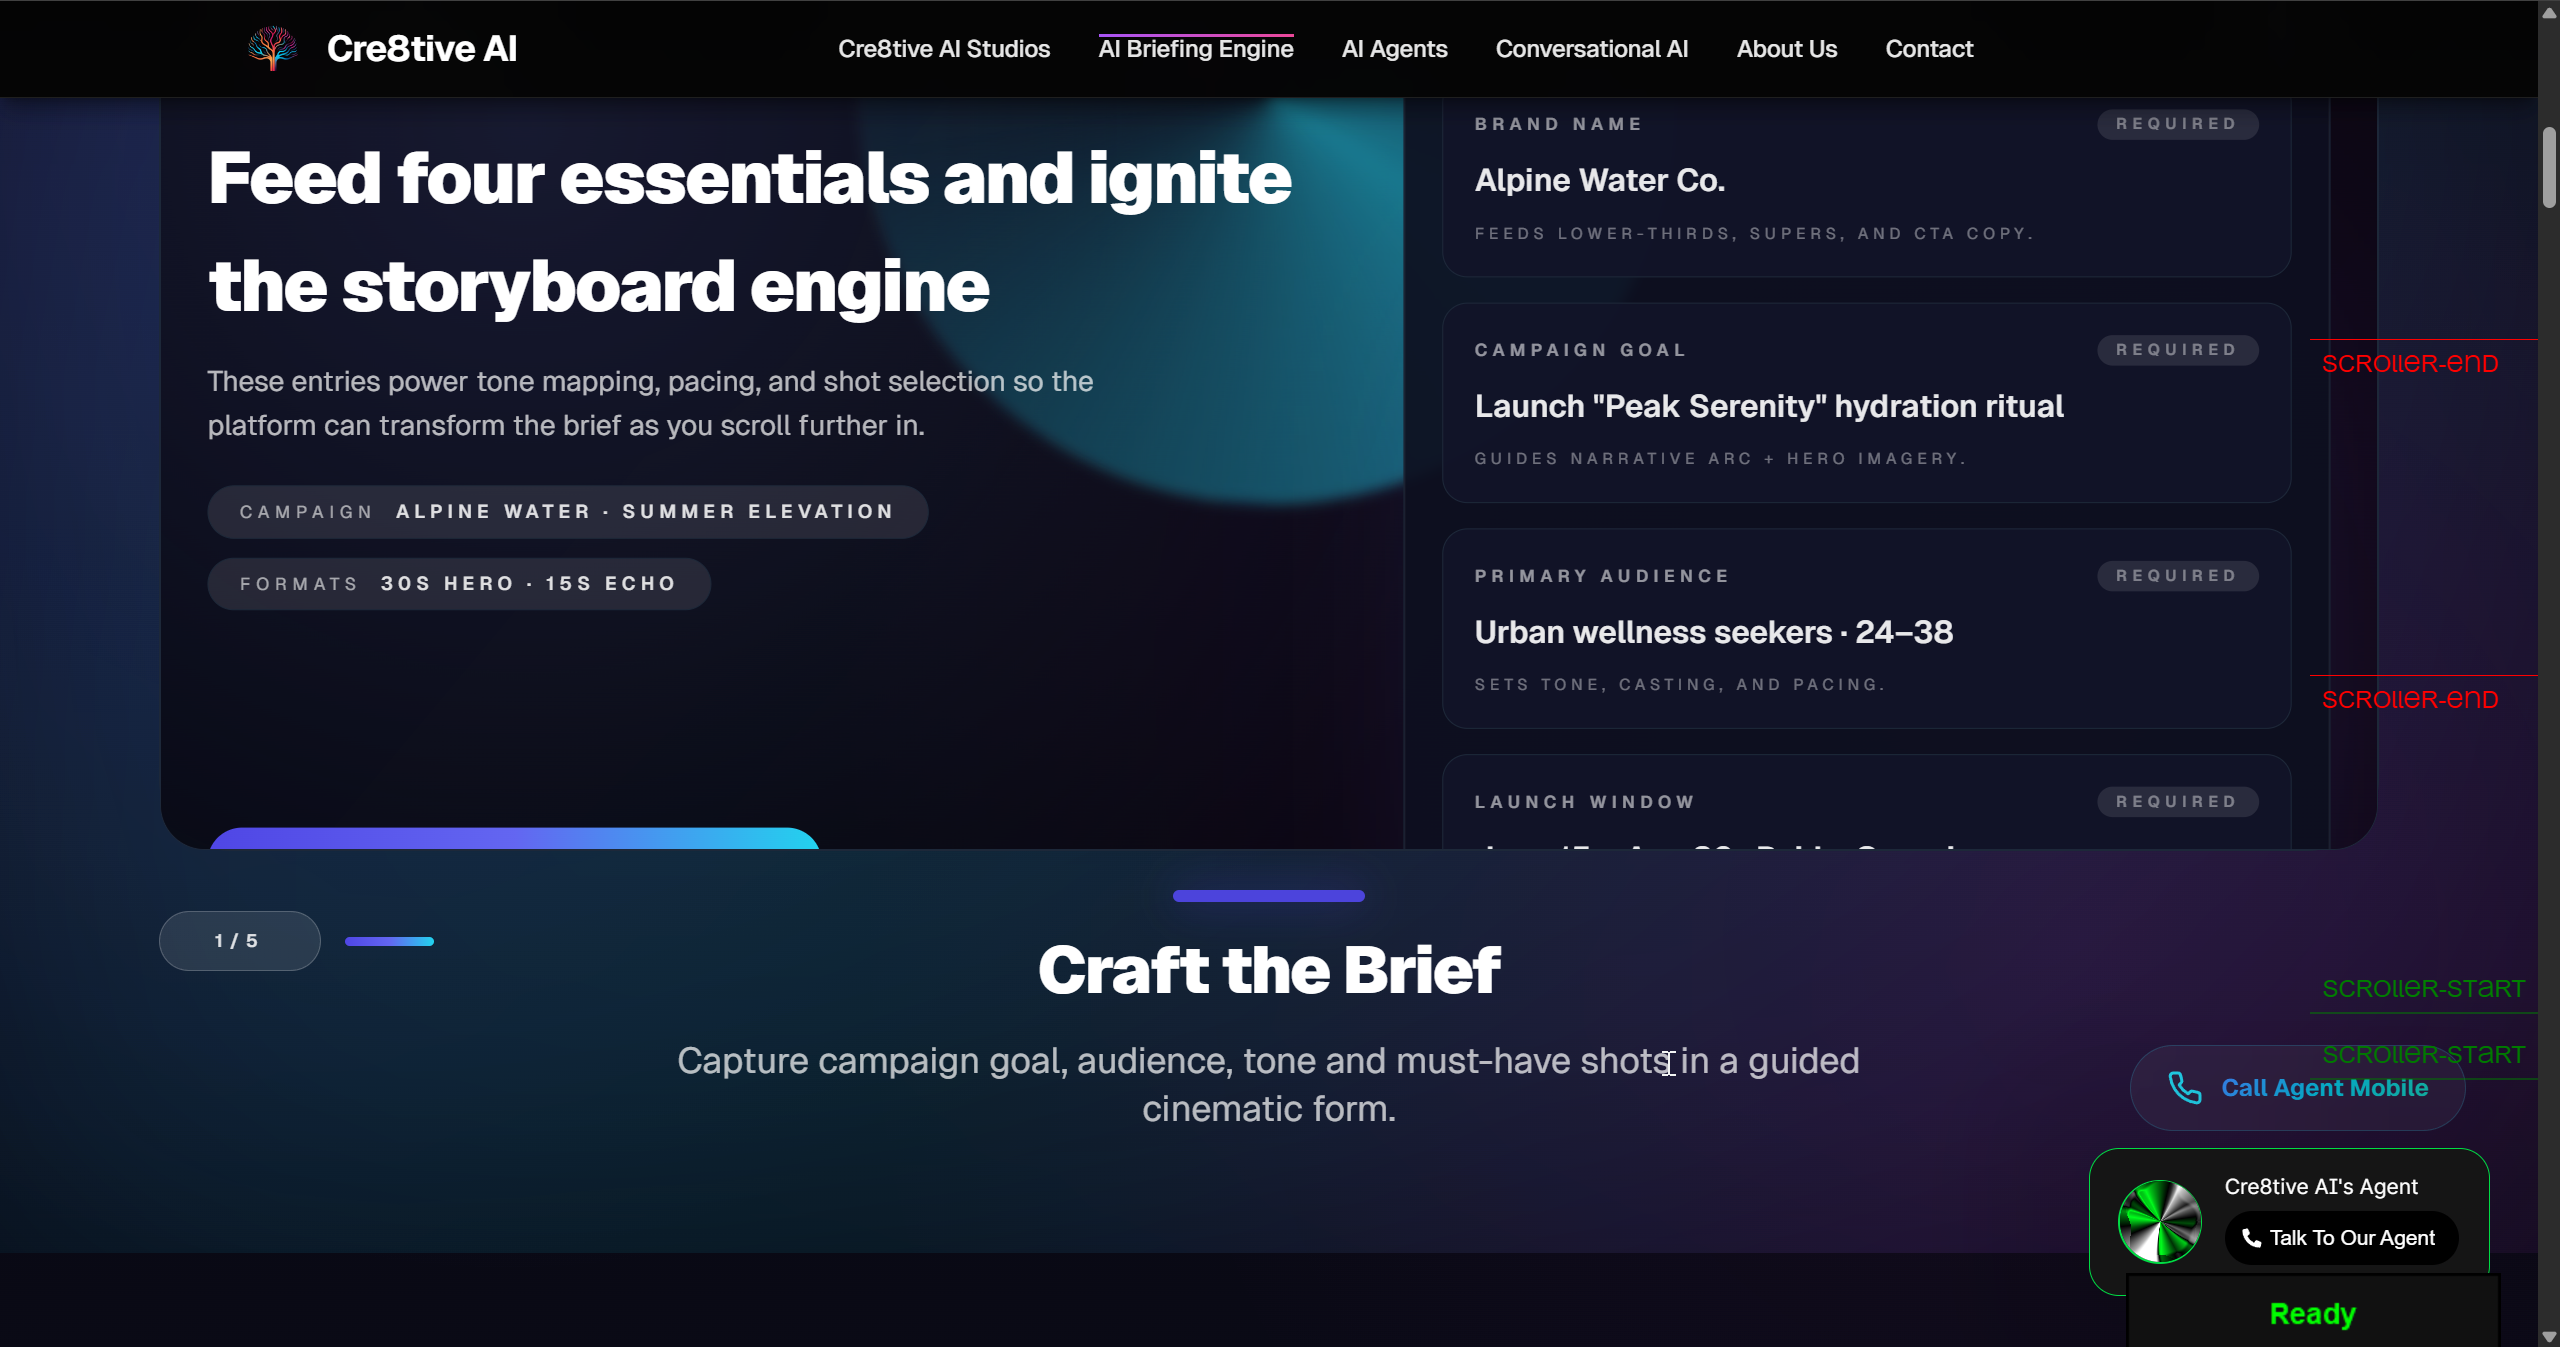 Cre8tive AI
Cre8tive AI Studios
AI Briefing Engine
AI Agents
Conversational AI
About Us
Contact
Feed four essentials and ignite
the storyboard engine
These entries power tone mapping, pacing, and shot selection so the
platform can transform the brief as you scroll further in.
CAMPAIGN ALPINE WATER · SUMMER ELEVATION
FORMATS 30S HERO · 15S ECHO
BRAND NAME
REQUIRED
Alpine Water Co.
FEEDS LOWER-THIRDS, SUPERS, AND CTA COPY.
CAMPAIGN GOAL
REQUIRED
Launch "Peak Serenity" hydration ritual
GUIDES NARRATIVE ARC + HERO IMAGERY.
PRIMARY AUDIENCE
REQUIRED
Urban wellness seekers · 24–38
SETS TONE, CASTING, AND PACING.
LAUNCH WINDOW
REQUIRED
scroller-end
scroller-end
1 / 5
Craft the Brief
Capture campaign goal, audience, tone and must-have shots in a guided
cinematic form.
scroller-start
scroller-start
Call Agent Mobile
Cre8tive AI's Agent
Talk To Our Agent
Ready